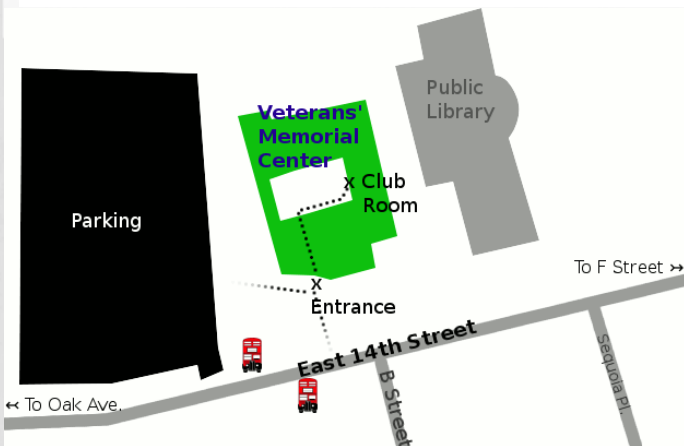 Public
Library
Veterans'
Memorial
Center
x Club
Room
Parking
To F Street ↣
x
Entrance
East 14th Street
Sequoia Pl.
B Street
↢ To Oak Ave.